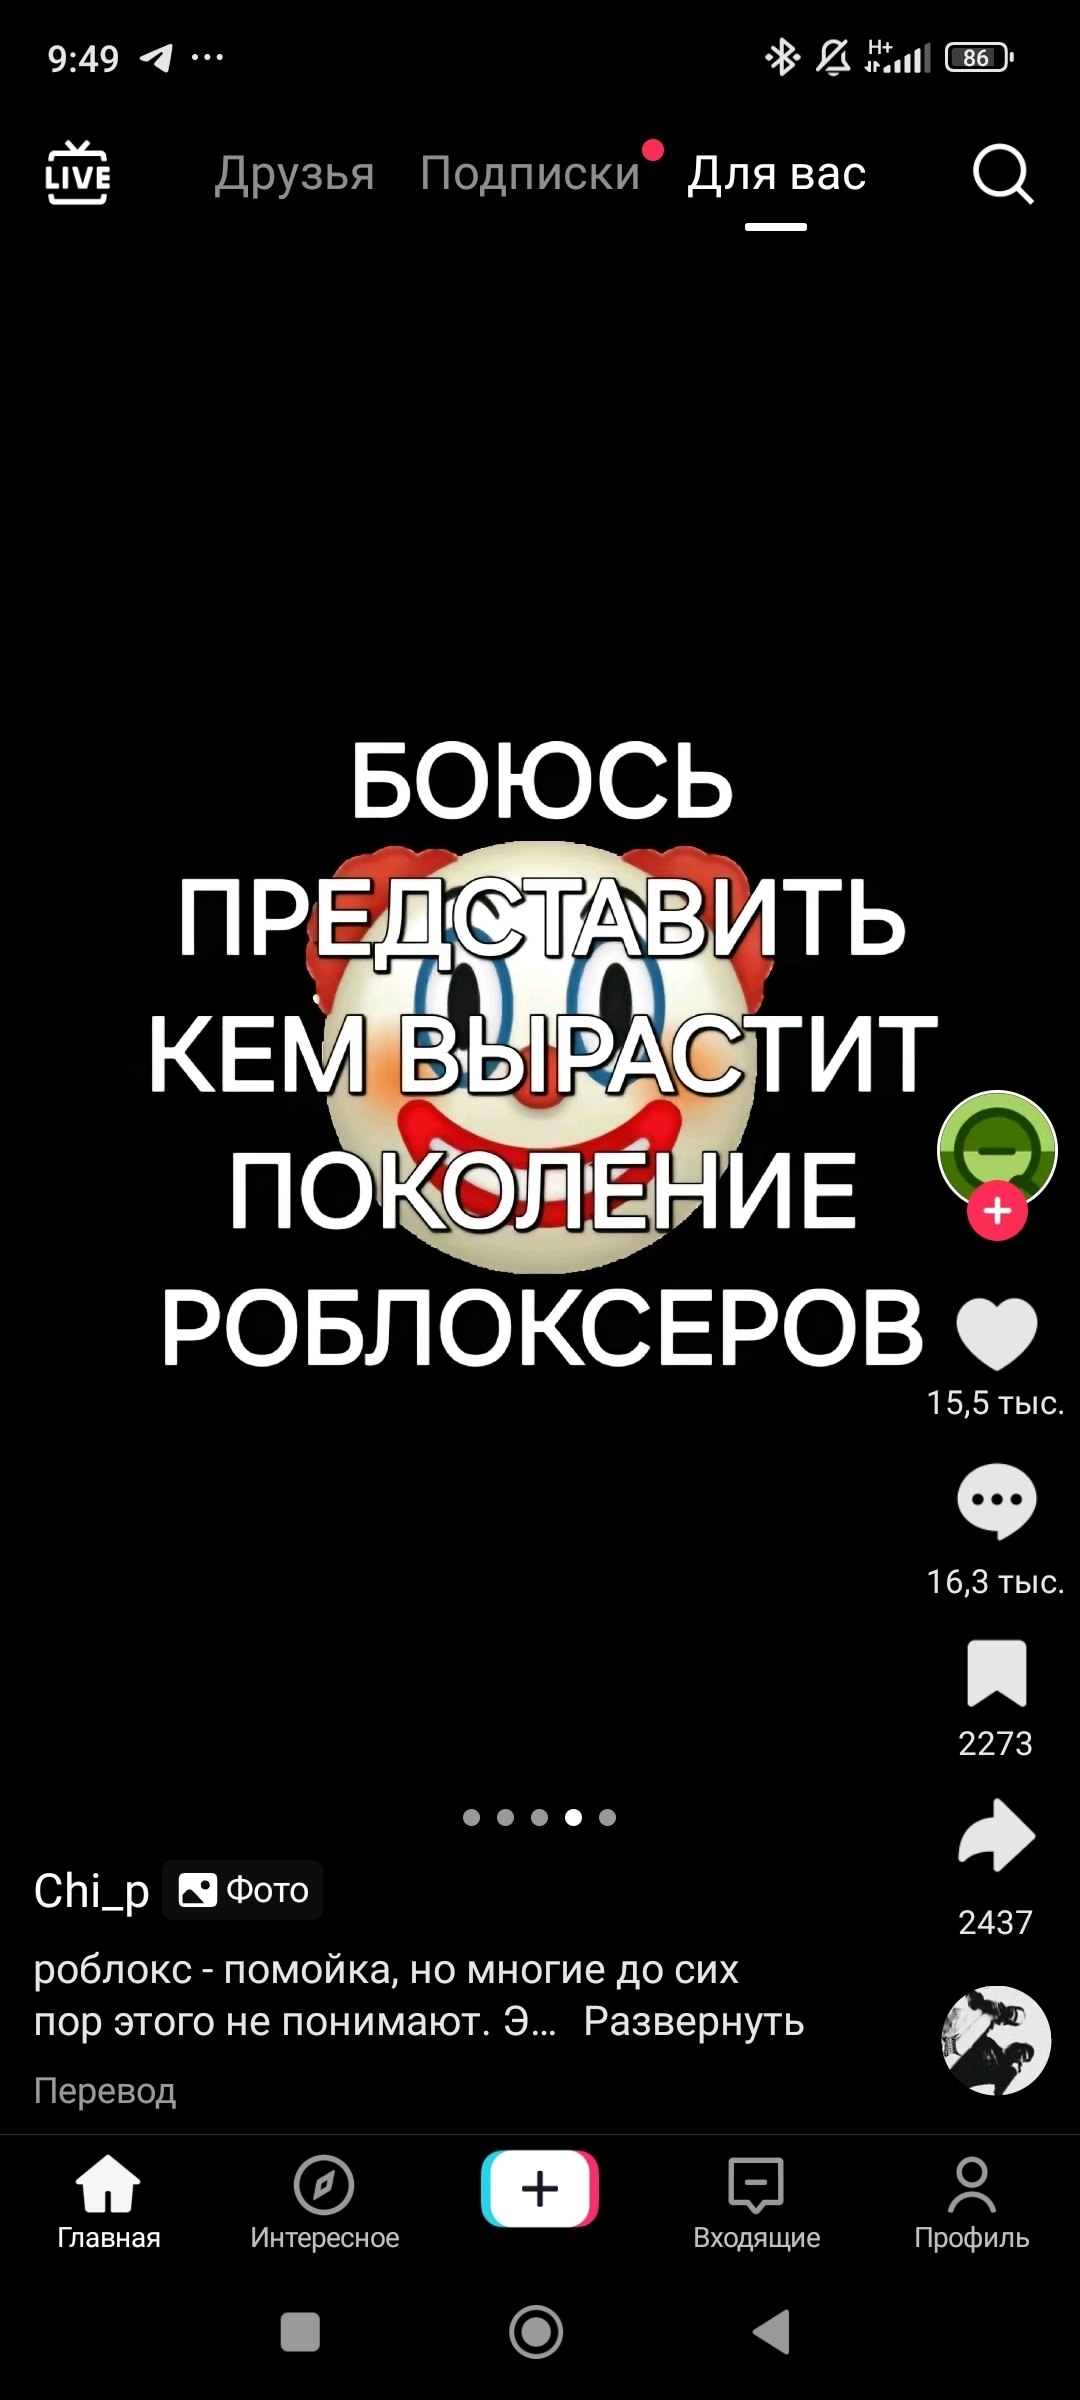 9:49
H+
86
LIVE
Друзья
Подписки
Для вас
БОЮСЬ
ПРЕДСТАВИТЬ
КЕМ ВЫРАСТИТ
ПОКОЛЕНИЕ
РОБЛОКСЕРОВ
15,5 тыс.
16,3 тыс.
2273
2437
Chi_p
Фото
роблокс - помойка, но многие до сих
пор этого не понимают. Э... Развернуть
Перевод
Главная
Интересное
Входящие
Профиль